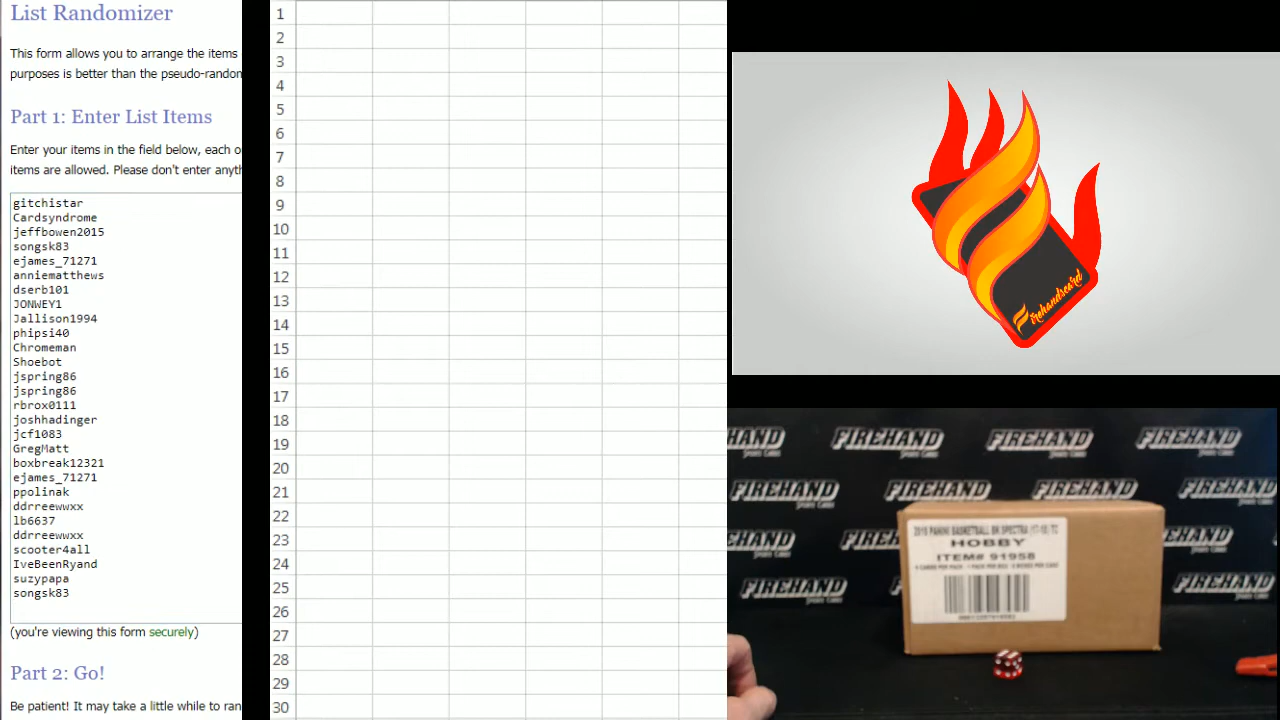 List Randomizer
This form allows you to arrange the items
purposes is better than the pseudo-random
Part 1: Enter List Items
Enter your items in the field below, each o
items are allowed. Please don't enter anyth
gitchistar
Cardsyndrome
jeffbowen2015
songsk83
ejames_71271
anniematthews
dserb101
JONWEY1
Jallison1994
phipsi40
Chromeman
Shoebot
jspring86
jspring86
rbrox0111
joshhadinger
jcf1083
GregMatt
boxbreak12321
ejames_71271
ppolinak
ddrreewwxx
lb6637
ddrreewwxx
scooter4all
IveBeenRyand
suzypapa
songsk83
(you're viewing this form securely)
Part 2: Go!
Be patient! It may take a little while to ran
1
2
3
4
5
6
7
8
9
10
11
12
13
14
15
16
17
18
19
20
21
22
23
24
25
26
27
28
29
30
Firehandscard
FIREHAND
HOBBY
ITEM# 91958